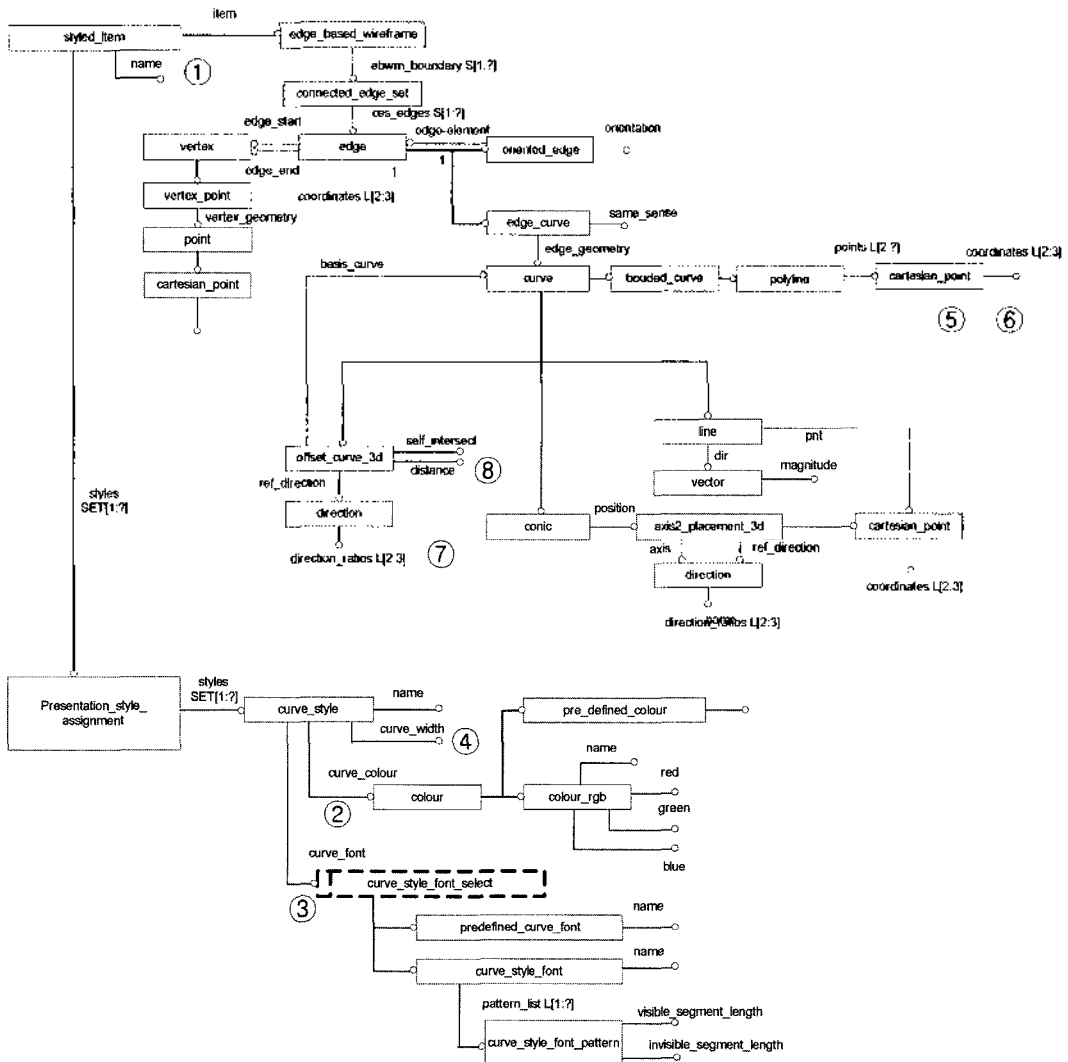 item
styled_item
edge_based_wireframe
name
①
ebwm_boundary S[1:?]
connected_edge_set
ces_edges S[1:?]
edge_start
edge-element
orientation
vertex
edge
oriented_edge
edge_end
1
1
vertex_point
coordinates L[2:3]
vertex_geometry
edge_curve
same_sense
point
edge_geometry
points L[2:?]
coordinates L[2:3]
basis_curve
cartesian_point
curve
bouded_curve
polyline
cartesian_point
⑤
⑥
line
self_intersect
pnt
offset_curve_3d
distance
⑧
dir
magnitude
ref_direction
vector
styles
SET[1:?]
direction
position
conic
axis2_placement_3d
cartesian_point
direction_ratios L[2:3]
⑦
axis
ref_direction
direction
coordinates L[2:3]
direction_ratios L[2:3]
styles
SET[1:?]
name
Presentation_style_
assignment
curve_style
pre_defined_colour
curve_width
④
name
curve_colour
red
②
colour
colour_rgb
green
blue
curve_font
curve_style_font_select
③
name
predefined_curve_font
name
curve_style_font
pattern_list L[1:?]
visible_segment_length
curve_style_font_pattern
invisible_segment_length